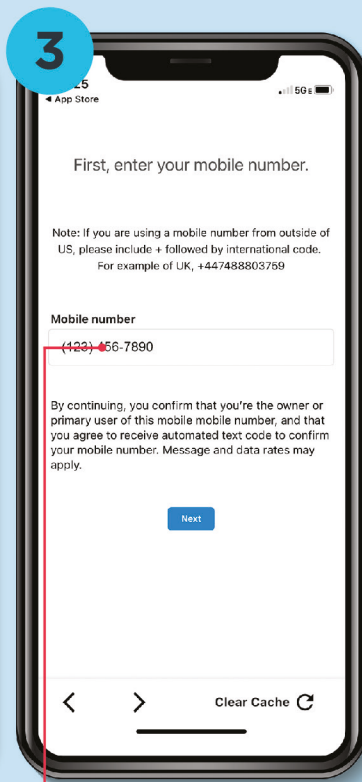 3
25
◀ App Store
5G E
First, enter your mobile number.
Note: If you are using a mobile number from outside of
US, please include + followed by international code.
For example of UK, +447488803759
Mobile number
(123) 456-7890
By continuing, you confirm that you're the owner or
primary user of this mobile mobile number, and that
you agree to receive automated text code to confirm
your mobile number. Message and data rates may
apply.
Next
Clear Cache